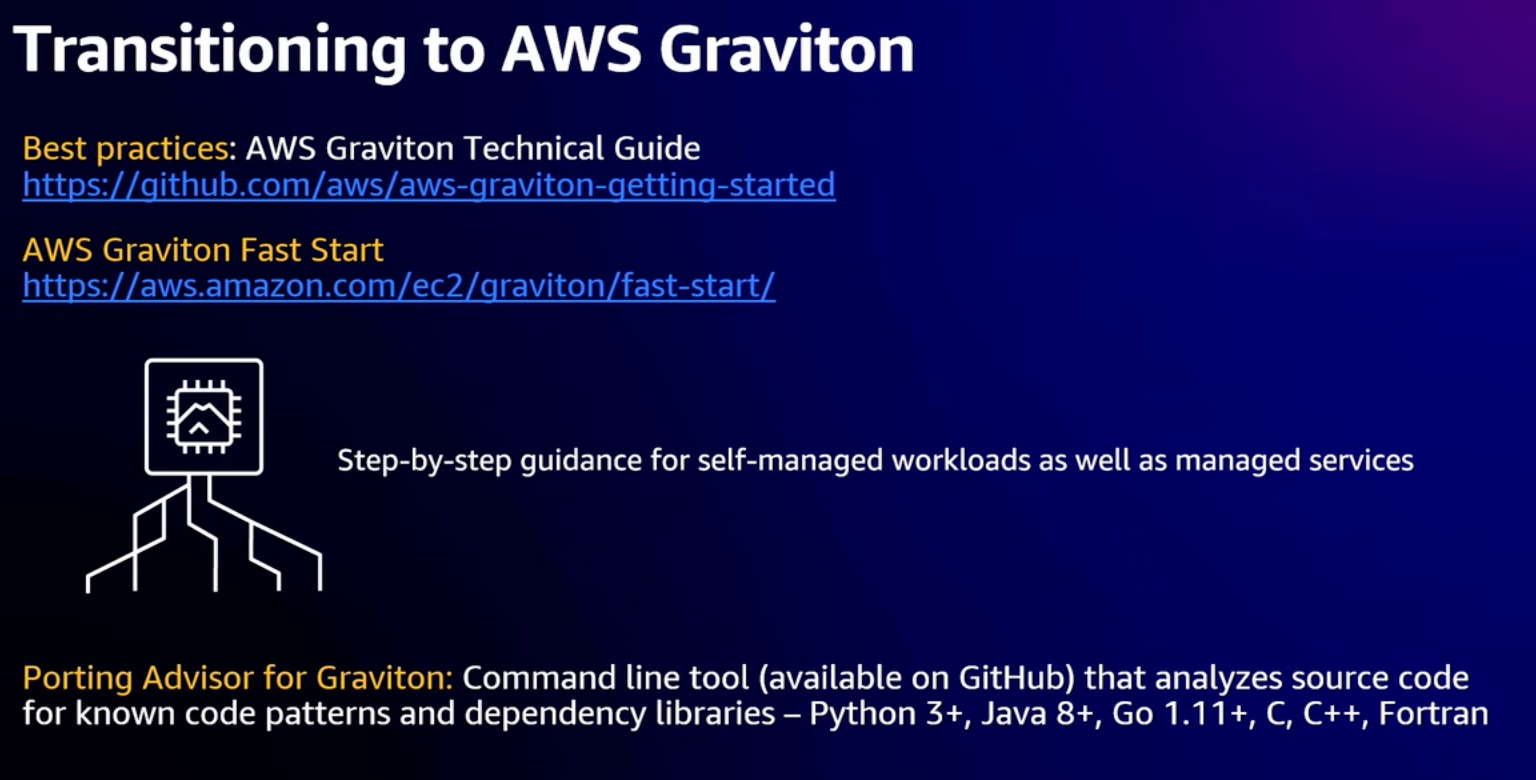 Transitioning to AWS Graviton
Best practices: AWS Graviton Technical Guide
https://github.com/aws/aws-graviton-getting-started
AWS Graviton Fast Start
https://aws.amazon.com/ec2/graviton/fast-start/
Step-by-step guidance for self-managed workloads as well as managed services
Porting Advisor for Graviton: Command line tool (available on GitHub) that analyzes source code
for known code patterns and dependency libraries – Python 3+, Java 8+, Go 1.11+, C, C++, Fortran